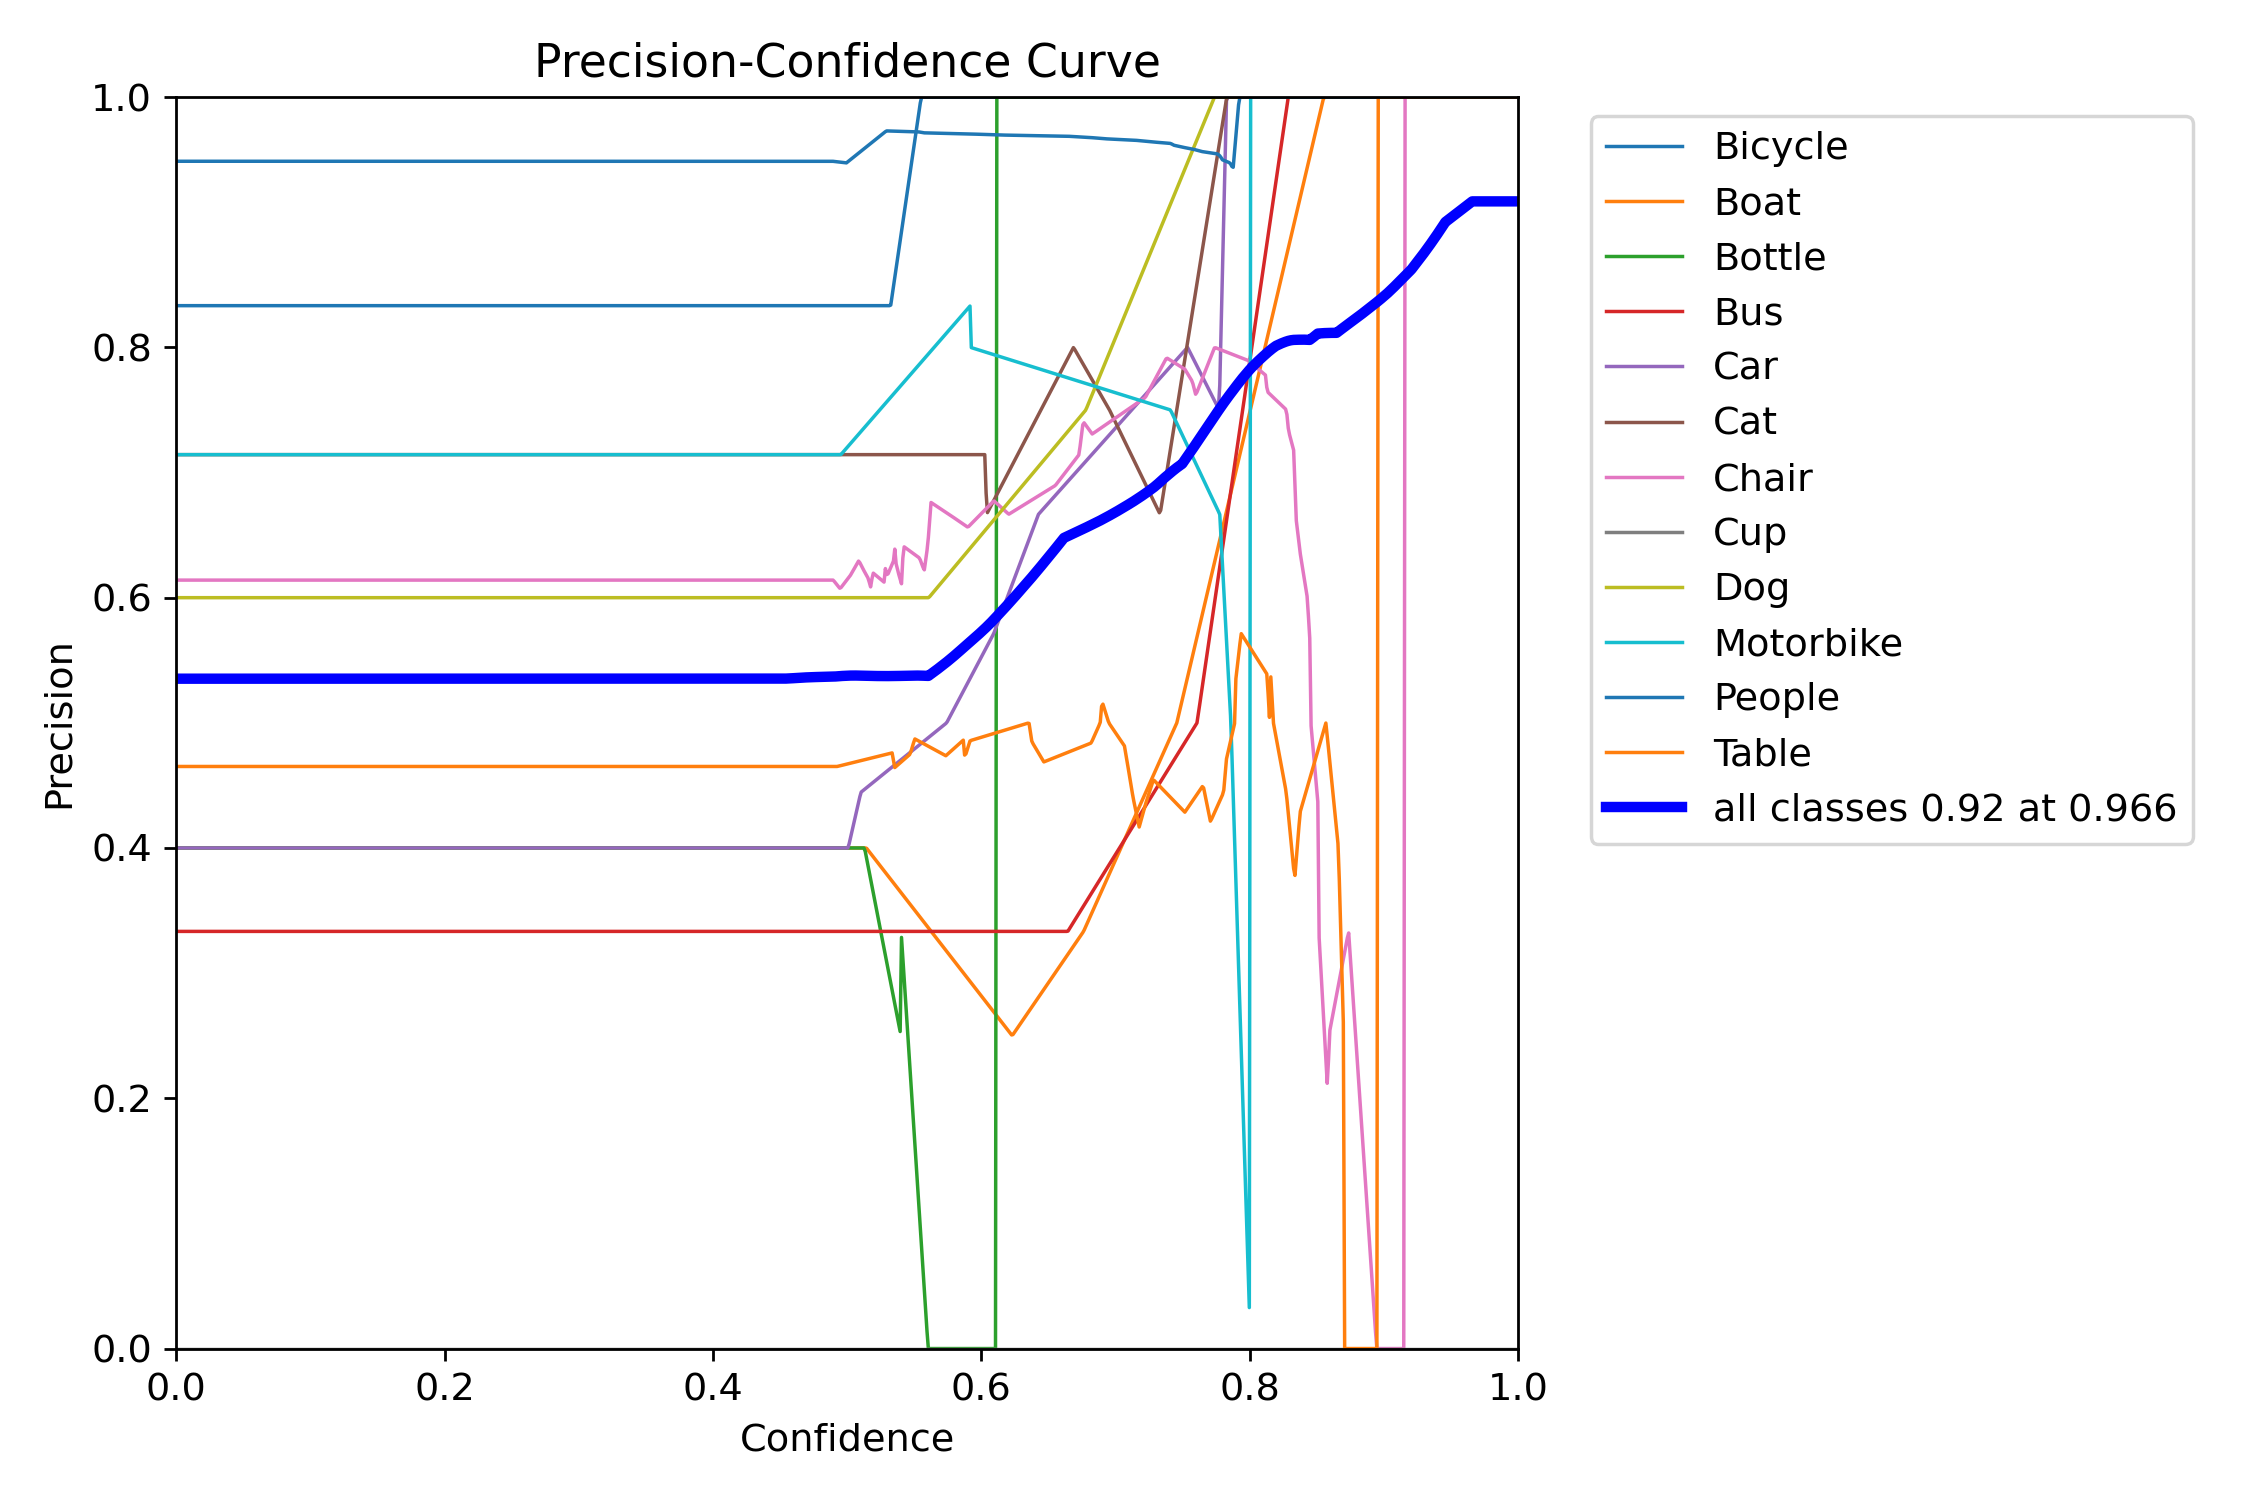 Precision-Confidence Curve
1.0
0.8
0.6
0.4
0.2
0.0
Precision
0.0 0.2 0.4 0.6 0.8 1.0
Confidence
Bicycle
Boat
Bottle
Bus
Car
Cat
Chair
Cup
Dog
Motorbike
People
Table
all classes 0.92 at 0.966